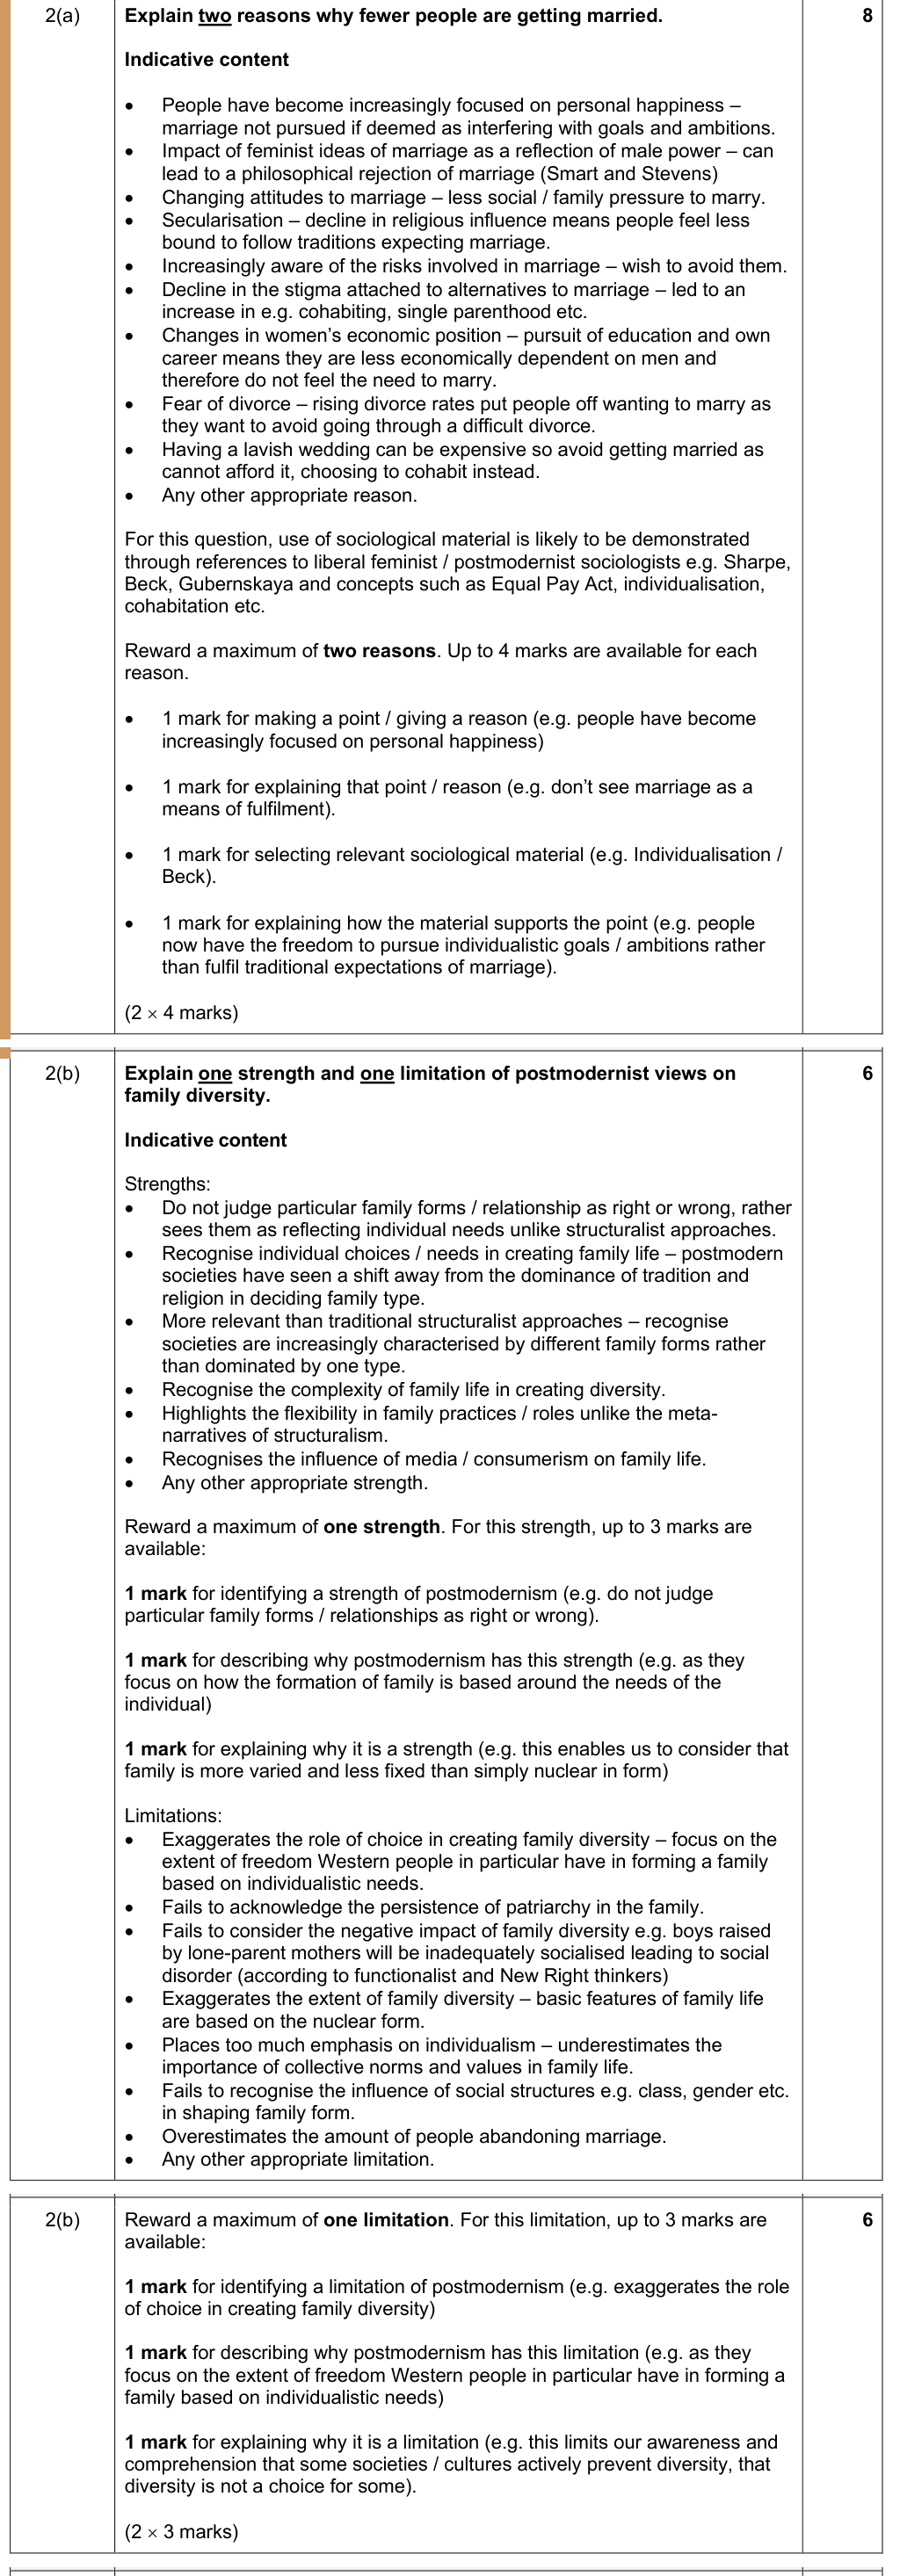 2(a)
Explain two reasons why fewer people are getting married.
8
Indicative content
• People have become increasingly focused on personal happiness –
marriage not pursued if deemed as interfering with goals and ambitions.
• Impact of feminist ideas of marriage as a reflection of male power – can
lead to a philosophical rejection of marriage (Smart and Stevens)
• Changing attitudes to marriage – less social / family pressure to marry.
• Secularisation – decline in religious influence means people feel less
bound to follow traditions expecting marriage.
• Increasingly aware of the risks involved in marriage – wish to avoid them.
• Decline in the stigma attached to alternatives to marriage – led to an
increase in e.g. cohabiting, single parenthood etc.
• Changes in women’s economic position – pursuit of education and own
career means they are less economically dependent on men and
therefore do not feel the need to marry.
• Fear of divorce – rising divorce rates put people off wanting to marry as
they want to avoid going through a difficult divorce.
• Having a lavish wedding can be expensive so avoid getting married as
cannot afford it, choosing to cohabit instead.
• Any other appropriate reason.
For this question, use of sociological material is likely to be demonstrated
through references to liberal feminist / postmodernist sociologists e.g. Sharpe,
Beck, Gubernskaya and concepts such as Equal Pay Act, individualisation,
cohabitation etc.
Reward a maximum of two reasons. Up to 4 marks are available for each
reason.
• 1 mark for making a point / giving a reason (e.g. people have become
increasingly focused on personal happiness)
• 1 mark for explaining that point / reason (e.g. don’t see marriage as a
means of fulfilment).
• 1 mark for selecting relevant sociological material (e.g. Individualisation /
Beck).
• 1 mark for explaining how the material supports the point (e.g. people
now have the freedom to pursue individualistic goals / ambitions rather
than fulfil traditional expectations of marriage).
(2 × 4 marks)
2(b)
Explain one strength and one limitation of postmodernist views on
family diversity.
6
Indicative content
Strengths:
• Do not judge particular family forms / relationship as right or wrong, rather
sees them as reflecting individual needs unlike structuralist approaches.
• Recognise individual choices / needs in creating family life – postmodern
societies have seen a shift away from the dominance of tradition and
religion in deciding family type.
• More relevant than traditional structuralist approaches – recognise
societies are increasingly characterised by different family forms rather
than dominated by one type.
• Recognise the complexity of family life in creating diversity.
• Highlights the flexibility in family practices / roles unlike the meta-
narratives of structuralism.
• Recognises the influence of media / consumerism on family life.
• Any other appropriate strength.
Reward a maximum of one strength. For this strength, up to 3 marks are
available:
1 mark for identifying a strength of postmodernism (e.g. do not judge
particular family forms / relationships as right or wrong).
1 mark for describing why postmodernism has this strength (e.g. as they
focus on how the formation of family is based around the needs of the
individual)
1 mark for explaining why it is a strength (e.g. this enables us to consider that
family is more varied and less fixed than simply nuclear in form)
Limitations:
• Exaggerates the role of choice in creating family diversity – focus on the
extent of freedom Western people in particular have in forming a family
based on individualistic needs.
• Fails to acknowledge the persistence of patriarchy in the family.
• Fails to consider the negative impact of family diversity e.g. boys raised
by lone-parent mothers will be inadequately socialised leading to social
disorder (according to functionalist and New Right thinkers)
• Exaggerates the extent of family diversity – basic features of family life
are based on the nuclear form.
• Places too much emphasis on individualism – underestimates the
importance of collective norms and values in family life.
• Fails to recognise the influence of social structures e.g. class, gender etc.
in shaping family form.
• Overestimates the amount of people abandoning marriage.
• Any other appropriate limitation.
2(b)
Reward a maximum of one limitation. For this limitation, up to 3 marks are
available:
6
1 mark for identifying a limitation of postmodernism (e.g. exaggerates the role
of choice in creating family diversity)
1 mark for describing why postmodernism has this limitation (e.g. as they
focus on the extent of freedom Western people in particular have in forming a
family based on individualistic needs)
1 mark for explaining why it is a limitation (e.g. this limits our awareness and
comprehension that some societies / cultures actively prevent diversity, that
diversity is not a choice for some).
(2 × 3 marks)